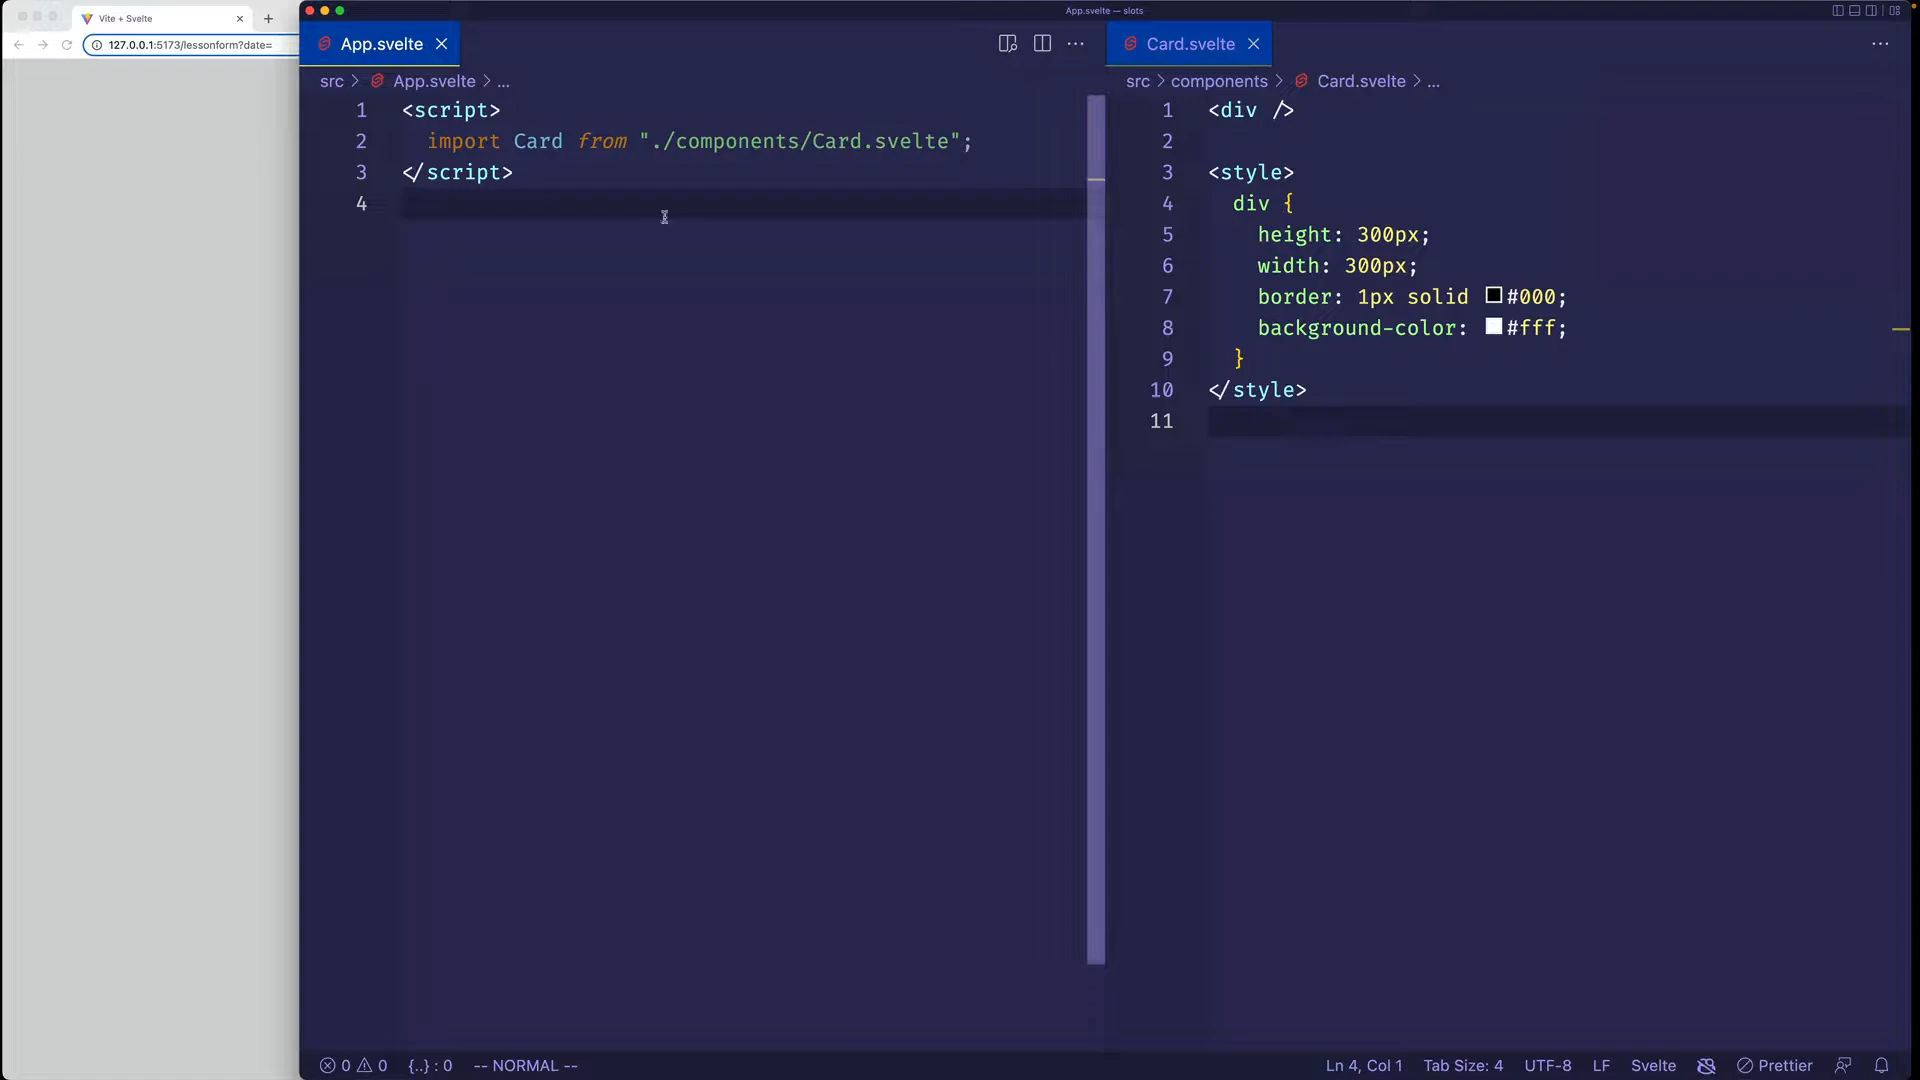 Vite + Svelte
127.0.0.1:5173/lessonform?date=
App.svelte — slots
App.svelte
src > App.svelte > ...
1 <script>
2 import Card from "./components/Card.svelte";
3 </script>
4
Card.svelte
src > components > Card.svelte > ...
1 <div />
2
3 <style>
4 div {
5 height: 300px;
6 width: 300px;
7 border: 1px solid #000;
8 background-color: #fff;
9 }
10 </style>
11
0 0 {..} : 0 -- NORMAL --
Ln 4, Col 1 Tab Size: 4 UTF-8 LF Svelte Prettier